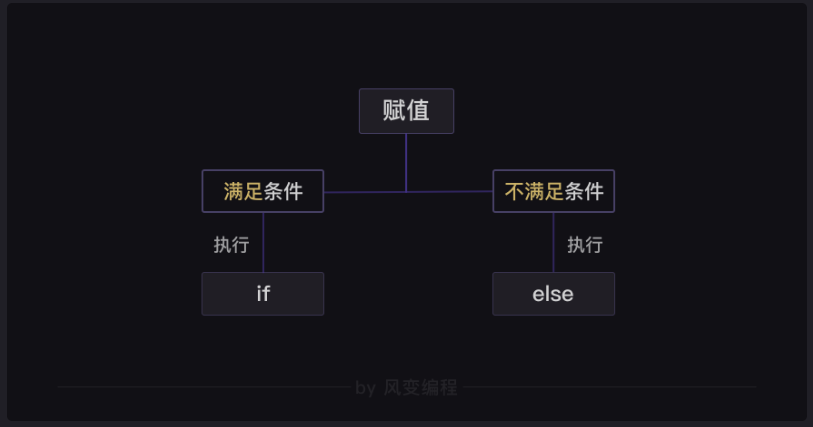 赋值
满足条件
不满足条件
执行
执行
if
else
by 风变编程